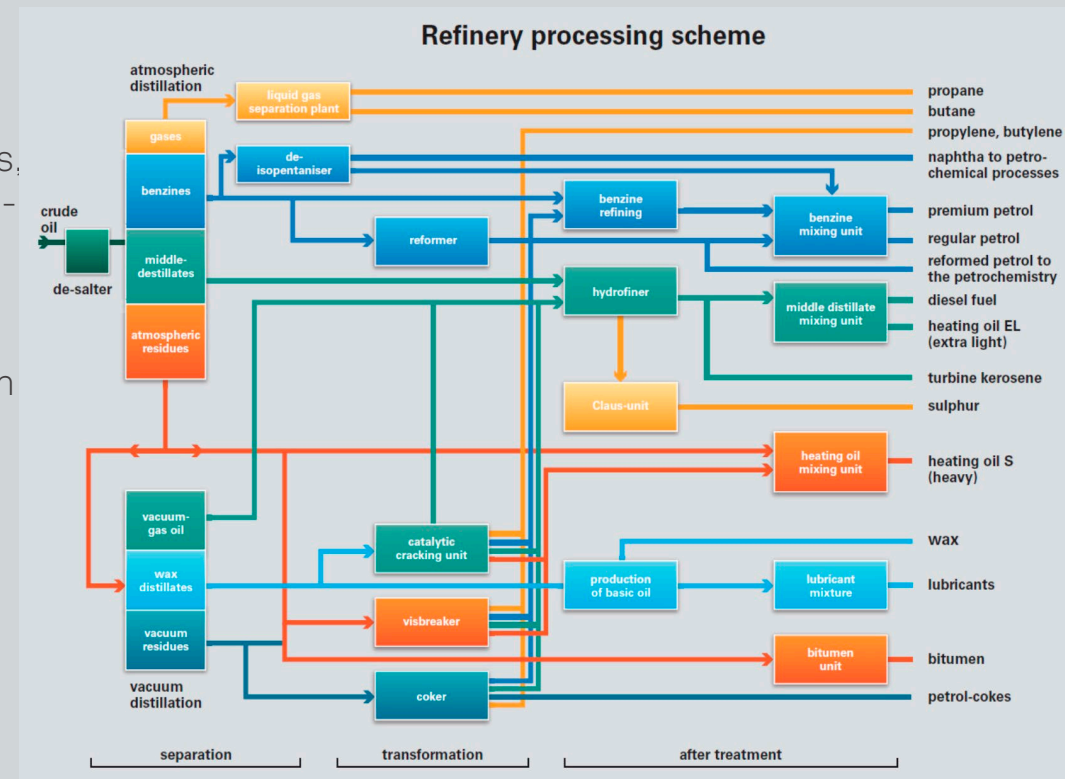 Refinery processing scheme
atmospheric
distillation
liquid gas
separation plant
gases
benzines
de-
isopentaniser
crude
oil
de-salter
middle-
destillates
atmospheric
residues
reformer
benzine
refining
benzine
mixing unit
hydrofiner
middle distillate
mixing unit
Claus-unit
heating oil
mixing unit
propane
butane
propylene, butylene
naphtha to petro-
chemical processes
premium petrol
regular petrol
reformed petrol to
the petrochemistry
diesel fuel
heating oil EL
(extra light)
turbine kerosene
sulphur
heating oil S
(heavy)
vacuum-
gas oil
wax
distillates
vacuum
residues
vacuum
distillation
catalytic
cracking unit
visbreaker
coker
production
of basic oil
lubricant
mixture
bitumen
unit
wax
lubricants
bitumen
petrol-cokes
separation
transformation
after treatment